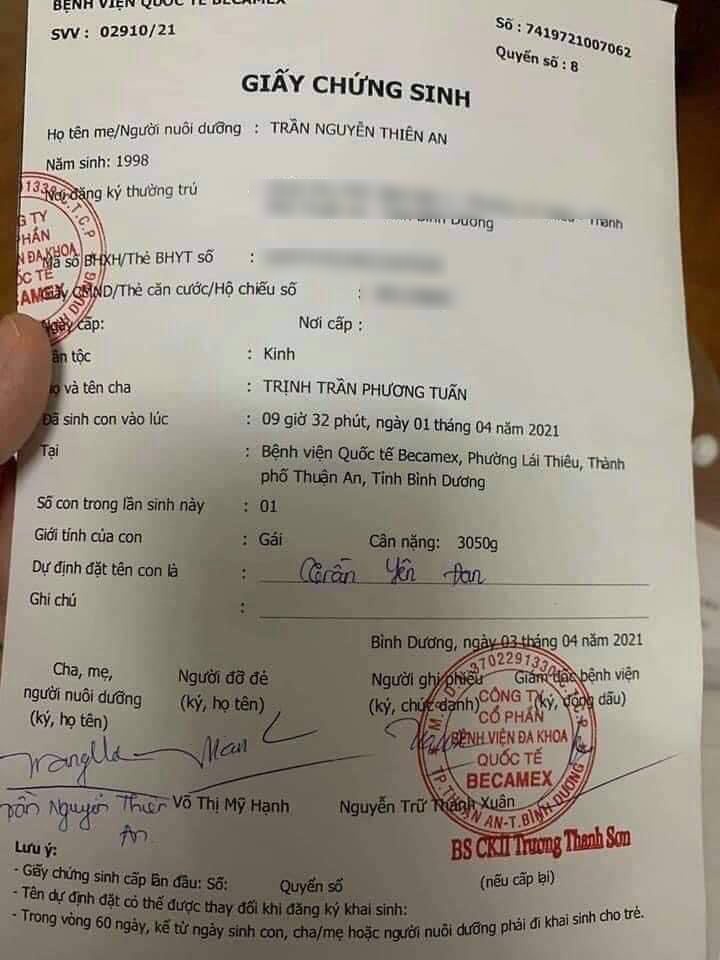 BỆNH VIỆN QUỐC TẾ BECAMEX
SVV : 02910/21
Số : 7419721007062
Quyển số : 8
GIẤY CHỨNG SINH
Họ tên mẹ/Người nuôi dưỡng : TRẦN NGUYỄN THIÊN AN
Năm sinh: 1998
Nơi đăng ký thường trú
Bình Dương
Thành
Mã số BHXH/Thẻ BHYT số :
Giấy CMND/Thẻ căn cước/Hộ chiếu số :
Ngày cấp: Nơi cấp :
Dân tộc : Kinh
Họ và tên cha : TRỊNH TRẦN PHƯƠNG TUẤN
Đã sinh con vào lúc : 09 giờ 32 phút, ngày 01 tháng 04 năm 2021
Tại : Bệnh viện Quốc tế Becamex, Phường Lái Thiêu, Thành
phố Thuận An, Tỉnh Bình Dương
Số con trong lần sinh này : 01
Giới tính của con : Gái Cân nặng: 3050g
Dự định đặt tên con là : Trần Yên Đan
Ghi chú :
Bình Dương, ngày 03 tháng 04 năm 2021
Cha, mẹ,
người nuôi dưỡng
(ký, họ tên)
Người đỡ đẻ
(ký, họ tên)
Người ghi phiếu
(ký, chức danh)
Giám đốc bệnh viện
(ký, đóng dấu)
CÔNG TY
CỔ PHẦN
BỆNH VIỆN ĐA KHOA
QUỐC TẾ
BECAMEX
TP.THUẬN AN-T.BÌNH DƯƠNG
Trần Nguyễn Thiên
An
Võ Thị Mỹ Hạnh
Nguyễn Trữ Thanh Xuân
BS CKII Trương Thanh Sơn
Lưu ý:
(nếu cấp lại)
- Giấy chứng sinh cấp lần đầu: Số: Quyển số
- Tên dự định đặt có thể được thay đổi khi đăng ký khai sinh:
- Trong vòng 60 ngày, kể từ ngày sinh con, cha/mẹ hoặc người nuôi dưỡng phải đi khai sinh cho trẻ.